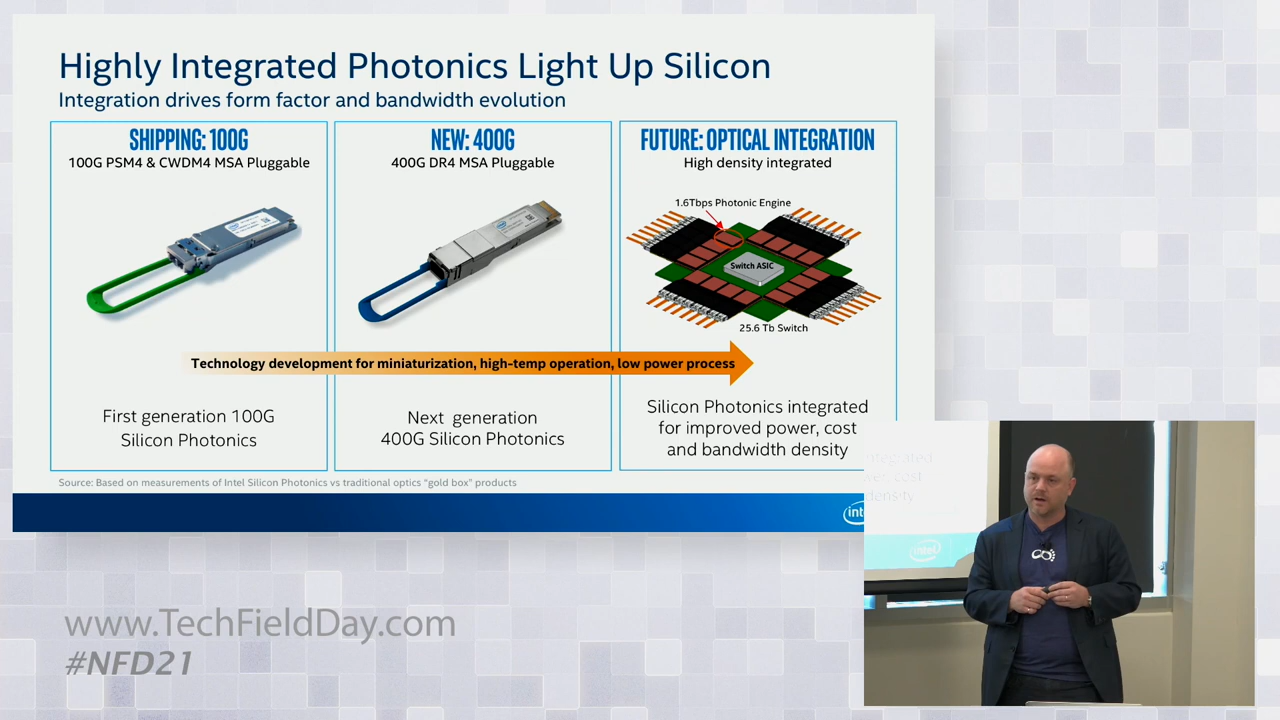 Highly Integrated Photonics Light Up Silicon
Integration drives form factor and bandwidth evolution
SHIPPING: 100G
100G PSM4 & CWDM4 MSA Pluggable
NEW: 400G
400G DR4 MSA Pluggable
FUTURE: OPTICAL INTEGRATION
High density integrated
1.6Tbps Photonic Engine
Switch ASIC
25.6 Tb Switch
Technology development for miniaturization, high-temp operation, low power process
First generation 100G
Silicon Photonics
Next generation
400G Silicon Photonics
Silicon Photonics integrated
for improved power, cost
and bandwidth density
Source: Based on measurements of Intel Silicon Photonics vs traditional optics "gold box" products
intel
www.TechFieldDay.com
#NFD21